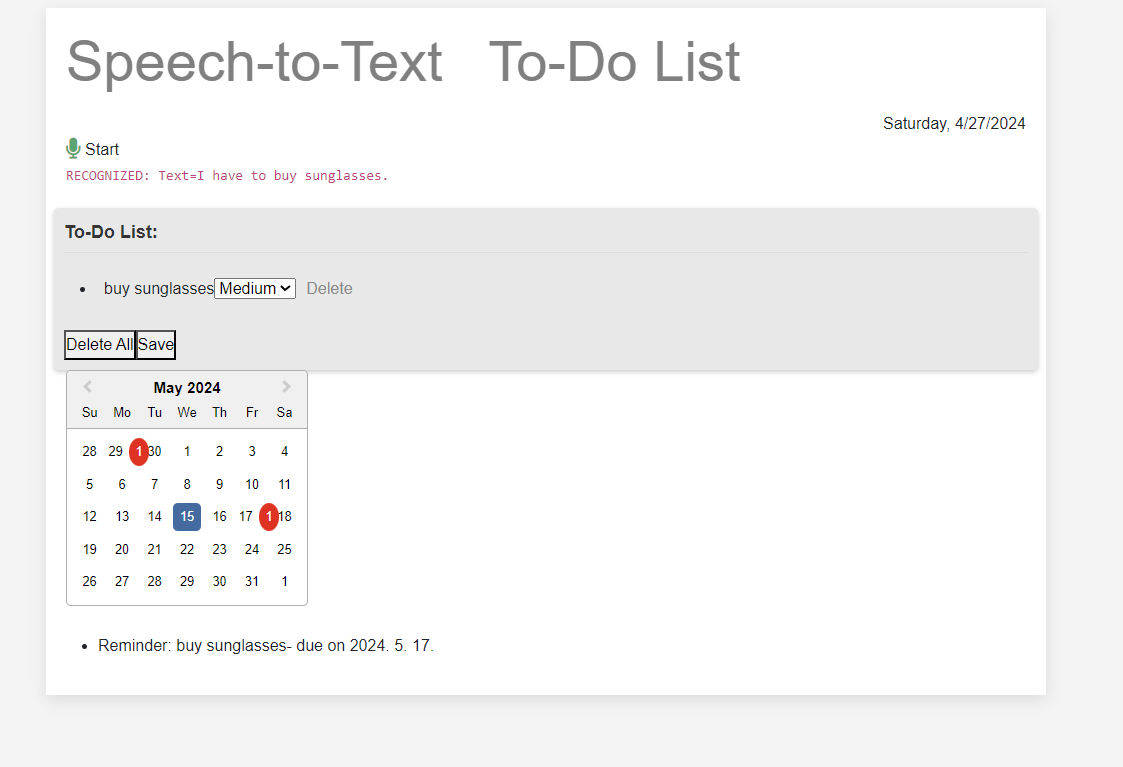 Speech-to-Text To-Do List
Saturday, 4/27/2024
Start
RECOGNIZED: Text=I have to buy sunglasses.
To-Do List:
buy sunglasses Medium Delete
Delete All Save
May 2024
Su Mo Tu We Th Fr Sa
28 29 1 30 1 2 3 4
5 6 7 8 9 10 11
12 13 14 15 16 17 1 18
19 20 21 22 23 24 25
26 27 28 29 30 31 1
Reminder: buy sunglasses- due on 2024. 5. 17.